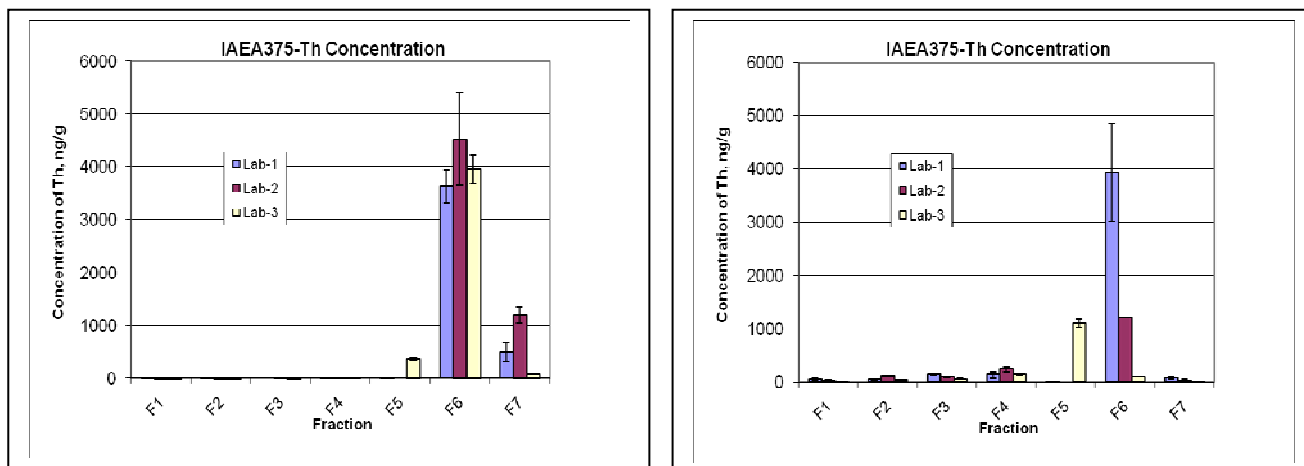 IAEA375-Th Concentration
6000
5000
4000
3000
2000
1000
0
Concentration of Th, ng/g
Lab-1
Lab-2
Lab-3
F1
F2
F3
F4
F5
F6
F7
Fraction
IAEA375-Th Concentration
6000
5000
4000
3000
2000
1000
0
Concentration of Th, ng/g
Lab-1
Lab-2
Lab-3
F1
F2
F3
F4
F5
F6
F7
Fraction